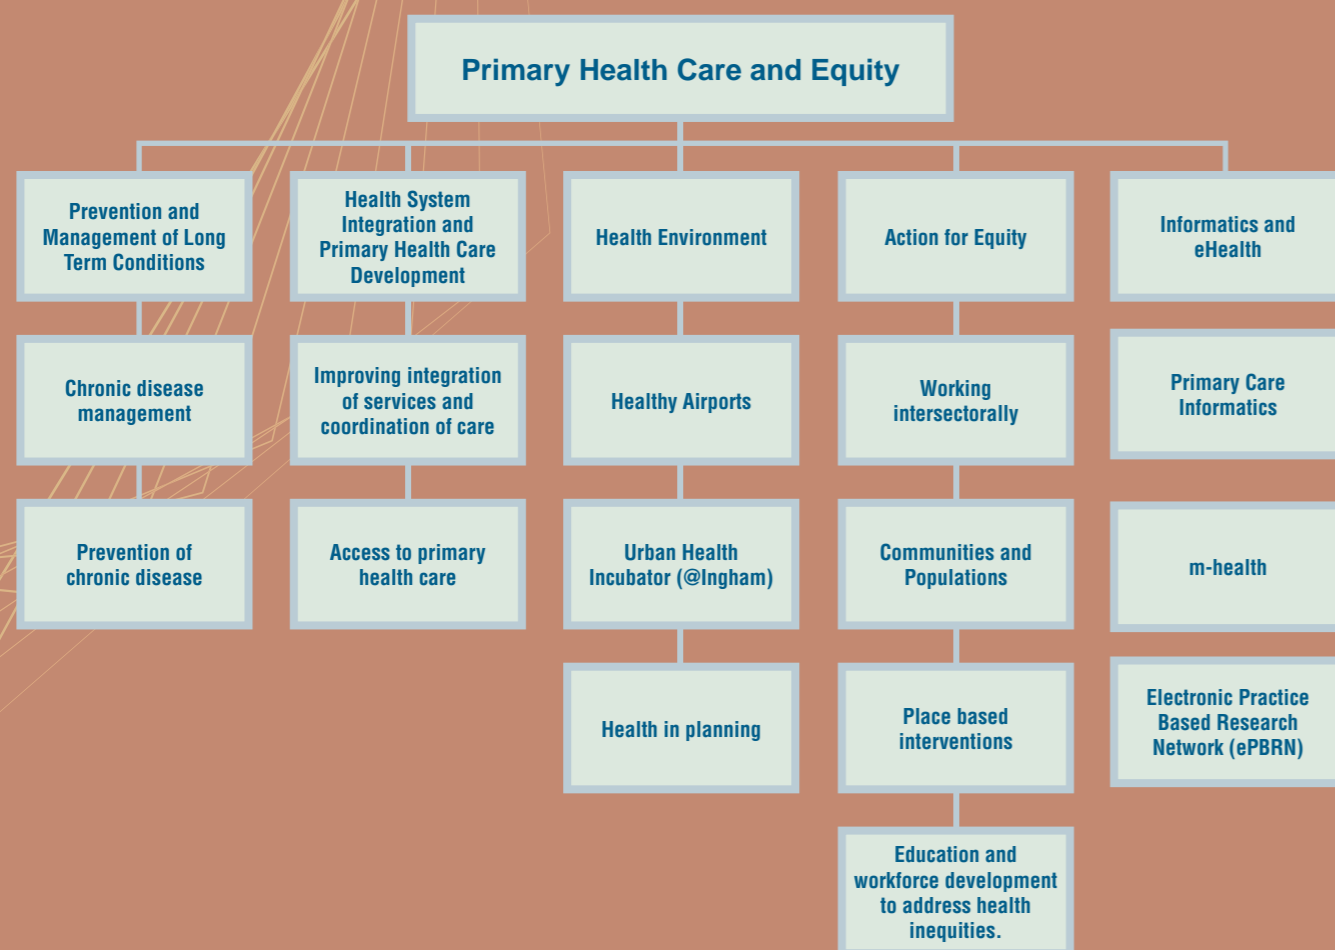 Primary Health Care and Equity
Prevention and
Management of Long
Term Conditions
Health System
Integration and
Primary Health Care
Development
Health Environment
Action for Equity
Informatics and
eHealth
Chronic disease
management
Improving integration
of services and
coordination of care
Healthy Airports
Working
intersectorally
Primary Care
Informatics
Prevention of
chronic disease
Access to primary
health care
Urban Health
Incubator (@Ingham)
Communities and
Populations
m-health
Health in planning
Place based
interventions
Electronic Practice
Based Research
Network (ePBRN)
Education and
workforce development
to address health
inequities.